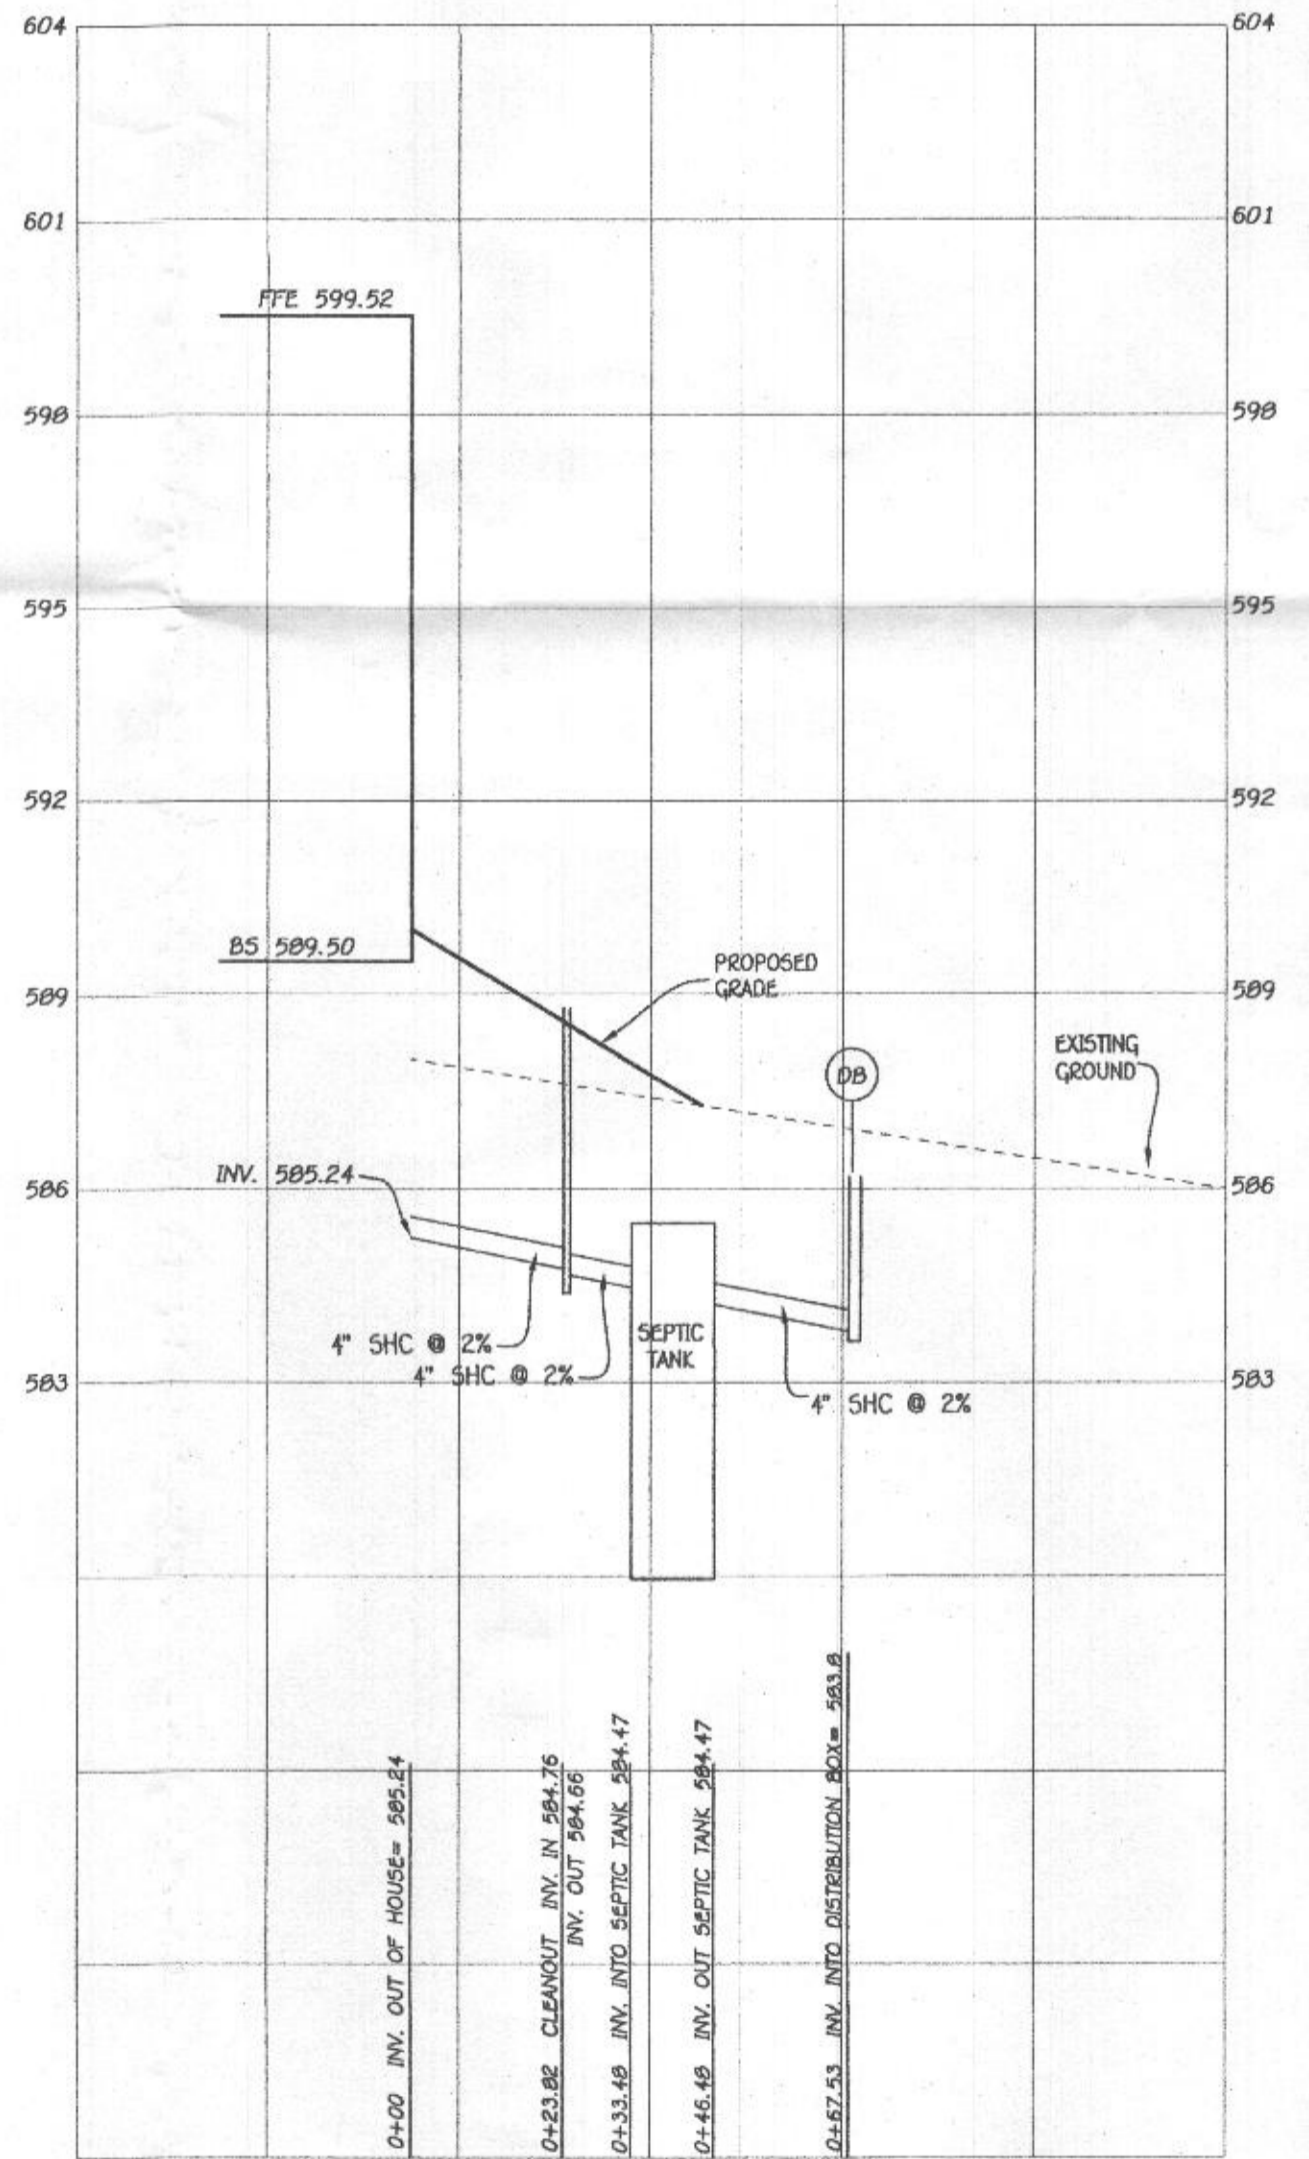 604
604
601
601
FFE 599.52
598
598
595
595
592
592
BS 589.50
PROPOSED
GRADE
589
589
EXISTING
GROUND
DB
INV. 585.24
586
586
4" SHC @ 2%
4" SHC @ 2%
SEPTIC
TANK
583
583
4" SHC @ 2%
0+00 INV. OUT OF HOUSE= 585.24
0+23.82 CLEANOUT INV. IN 584.76
INV. OUT 584.66
0+33.48 INV. INTO SEPTIC TANK 584.47
0+46.48 INV. OUT SEPTIC TANK 584.47
0+67.53 INV. INTO DISTRIBUTION BOX= 583.8